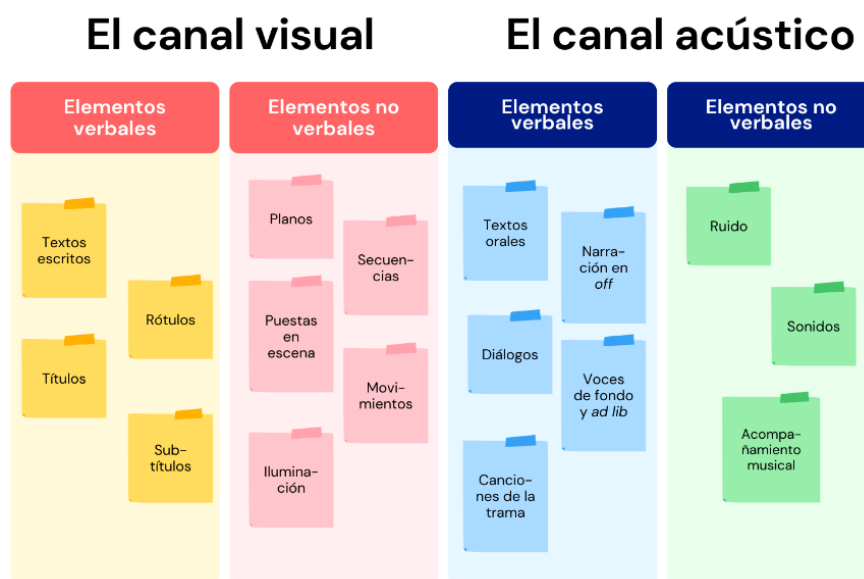 El canal visual
El canal acústico
Elementos
verbales
Elementos no
verbales
Elementos
verbales
Elementos no
verbales
Textos
escritos
Rótulos
Títulos
Sub-
títulos
Planos
Secuen-
cias
Puestas
en
escena
Movi-
mientos
Ilumina-
ción
Textos
orales
Narra-
ción en
off
Diálogos
Voces
de fondo
y ad lib
Cancio-
nes de la
trama
Ruido
Sonidos
Acompa-
ñamiento
musical